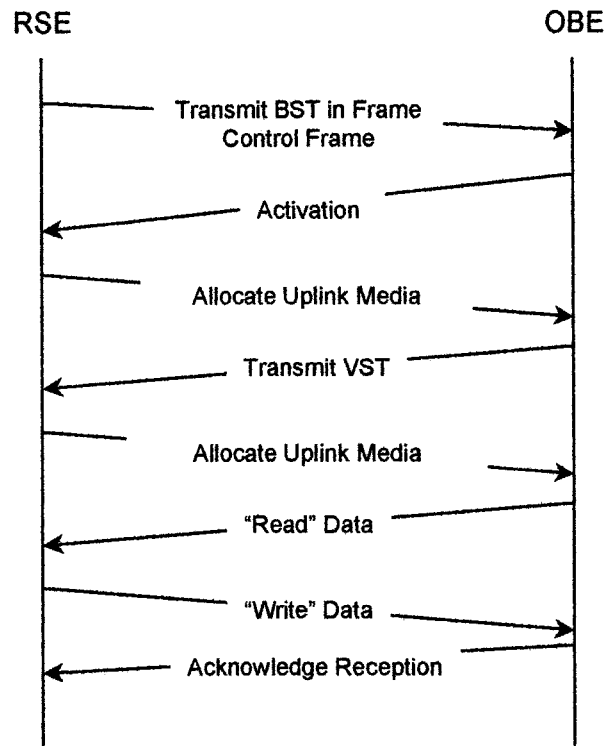 RSE
OBE
Transmit BST in Frame
Control Frame
Activation
Allocate Uplink Media
Transmit VST
Allocate Uplink Media
“Read” Data
“Write” Data
Acknowledge Reception